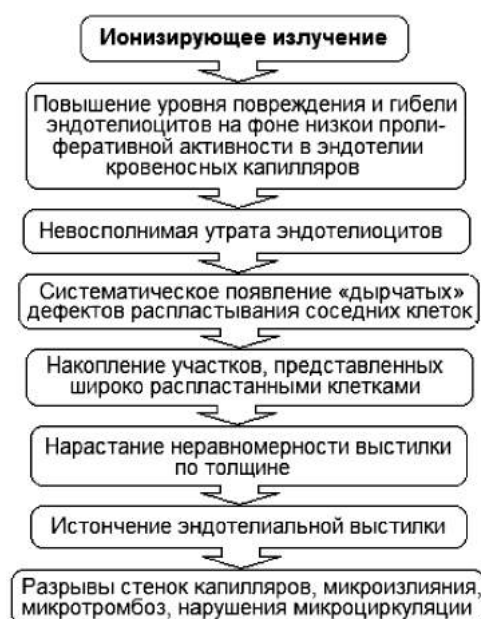 Ионизирующее излучение
Повышение уровня повреждения и гибели
эндотелиоцитов на фоне низкои проли-
феративной активности в эндотелии
кровеносных капилляров
Невосполнимая утрата эндотелиоцитов
Систематическое появление «дырчатых»
дефектов распластывания соседних клеток
Накопление участков, представленных
широко распластанными клетками
Нарастание неравномерности выстилки
по толщине
Истончение эндотелиальной выстилки
Разрывы стенок капилляров, микроизлияния,
микротромбоз, нарушения микроциркуляции